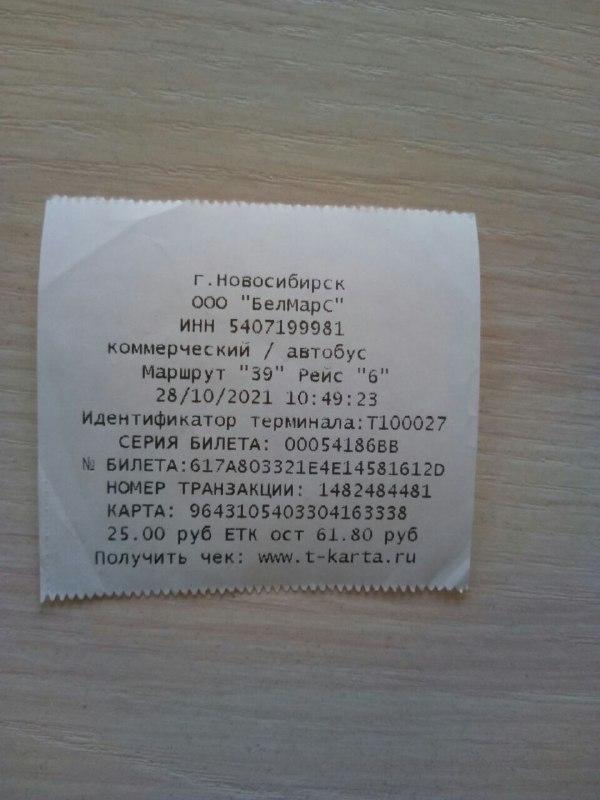 г.Новосибирск
ООО "БелМарС"
ИНН 5407199981
коммерческий / автобус
Маршрут "39" Рейс "6"
28/10/2021 10:49:23
Идентификатор терминала:T100027
СЕРИЯ БИЛЕТА: 00054186BB
№ БИЛЕТА:617A803321E4E14581612D
НОМЕР ТРАНЗАКЦИИ: 1482484481
КАРТА: 9643105403304163338
25.00 руб ЕТК ост 61.80 руб
Получить чек: www.t-karta.ru